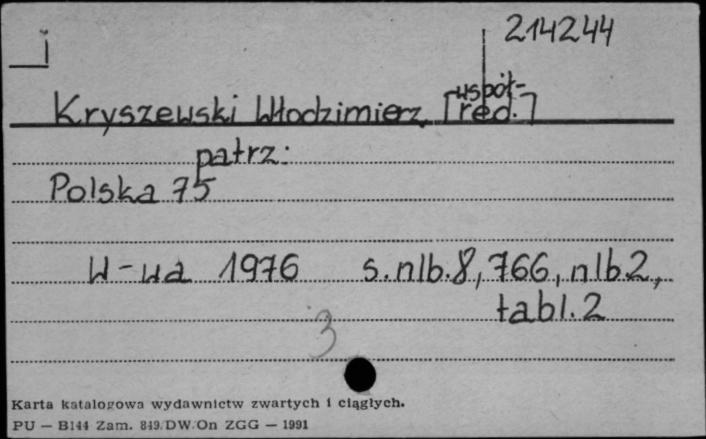 214244
i
Kryszewski Włodzimierz [współ-
red.]
patrz:
Polska 75
W-wa 1976 s.nlb.8, 766, nlb 2,
tabl. 2
3
Karta katalogowa wydawnictw zwartych i ciągłych.
PU — B144 Zam. 849/DW/On ZGG — 1991